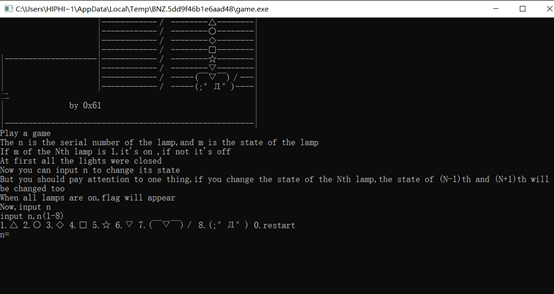 C:\Users\HIPHI~1\AppData\Local\Temp\BNZ.5dd9f46b1e6aad48\game.exe
|------------/ ------△--------|
|------------/ ------○--------|
|------------/ ------◇--------|
|------------/ ------□--------|
|--------------------|------------/ ------☆--------|
|------------/ ------▽--------|
|------------/ -----(￣▽￣)/---|
|------------/ -----(;°Д°)----|
二
by 0x61
|-----------------------------------------------------|
Play a game
The n is the serial number of the lamp,and m is the state of the lamp
If m of the Nth lamp is 1,it's on ,if not it's off
At first all the lights were closed
Now you can input n to change its state
But you should pay attention to one thing,if you change the state of the Nth lamp,the state of (N-1)th and (N+1)th will
be changed too
When all lamps are on,flag will appear
Now,input n
input n,n(1-8)
1.△ 2.○ 3.◇ 4.□ 5.☆ 6.▽ 7.(￣▽￣)/ 8.(;°Д°) 0.restart
n=